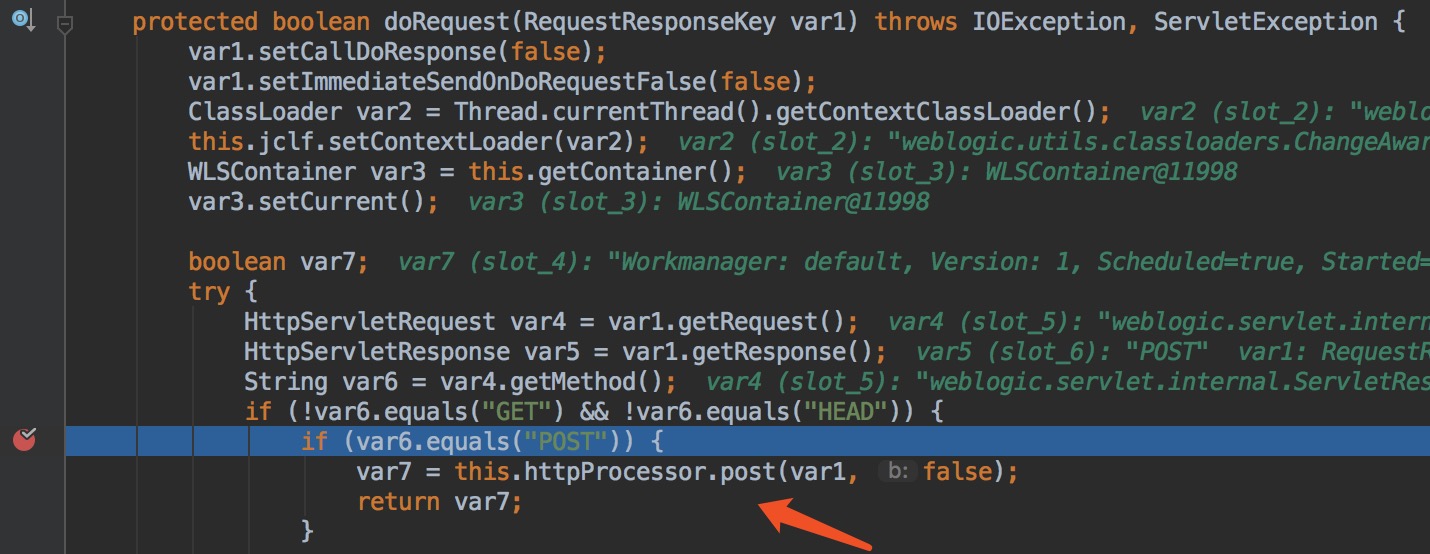 protected boolean doRequest(RequestResponseKey var1) throws IOException, ServletException {
var1.setCallDoResponse(false);
var1.setImmediateSendOnDoRequestFalse(false);
ClassLoader var2 = Thread.currentThread().getContextClassLoader(); var2 (slot_2): "weblo
this.jclf.setContextLoader(var2); var2 (slot_2): "weblogic.utils.classloaders.ChangeAwar
WLSContainer var3 = this.getContainer(); var3 (slot_3): WLSContainer@11998
var3.setCurrent(); var3 (slot_3): WLSContainer@11998
boolean var7; var7 (slot_4): "Workmanager: default, Version: 1, Scheduled=true, Started=
try {
HttpServletRequest var4 = var1.getRequest(); var4 (slot_5): "weblogic.servlet.intern
HttpServletResponse var5 = var1.getResponse(); var5 (slot_6): "POST" var1: RequestR
String var6 = var4.getMethod(); var4 (slot_5): "weblogic.servlet.internal.ServletRes
if (!var6.equals("GET") && !var6.equals("HEAD")) {
if (var6.equals("POST")) {
var7 = this.httpProcessor.post(var1, b: false);
return var7;
}